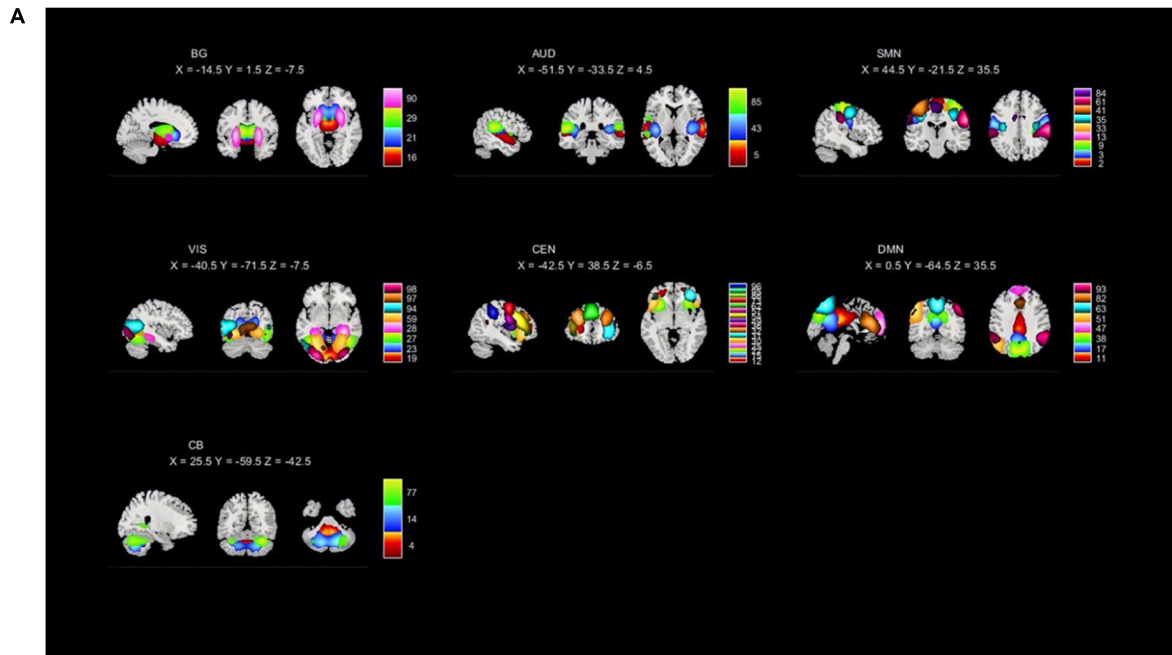 A
BG
X = -14.5 Y = 1.5 Z = -7.5
90
29
21
16
AUD
X = -51.5 Y = -33.5 Z = 4.5
85
43
5
SMN
X = 44.5 Y = -21.5 Z = 35.5
84
61
41
35
33
13
9
3
2
VIS
X = -40.5 Y = -71.5 Z = -7.5
98
97
94
59
28
27
23
19
CEN
X = -42.5 Y = 38.5 Z = -6.5
96
12
DMN
X = 0.5 Y = -64.5 Z = 35.5
93
82
63
51
47
38
17
11
CB
X = 25.5 Y = -59.5 Z = -42.5
77
14
4